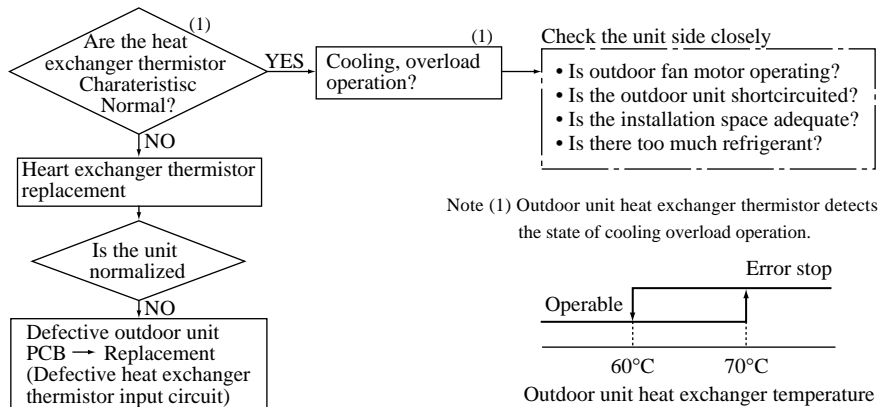 (1)
Are the heat
exchanger thermistor
Charateristisc
Normal?
YES
(1)
Cooling, overload
operation?
Check the unit side closely
• Is outdoor fan motor operating?
• Is the outdoor unit shortcircuited?
• Is the installation space adequate?
• Is there too much refrigerant?
NO
Heart exchanger thermistor
replacement
Is the unit
normalized
NO
Defective outdoor unit
PCB → Replacement
(Defective heat exchanger
thermistor input circuit)
Note (1) Outdoor unit heat exchanger thermistor detects
the state of cooling overload operation.
Error stop
Operable
60°C
70°C
Outdoor unit heat exchanger temperature